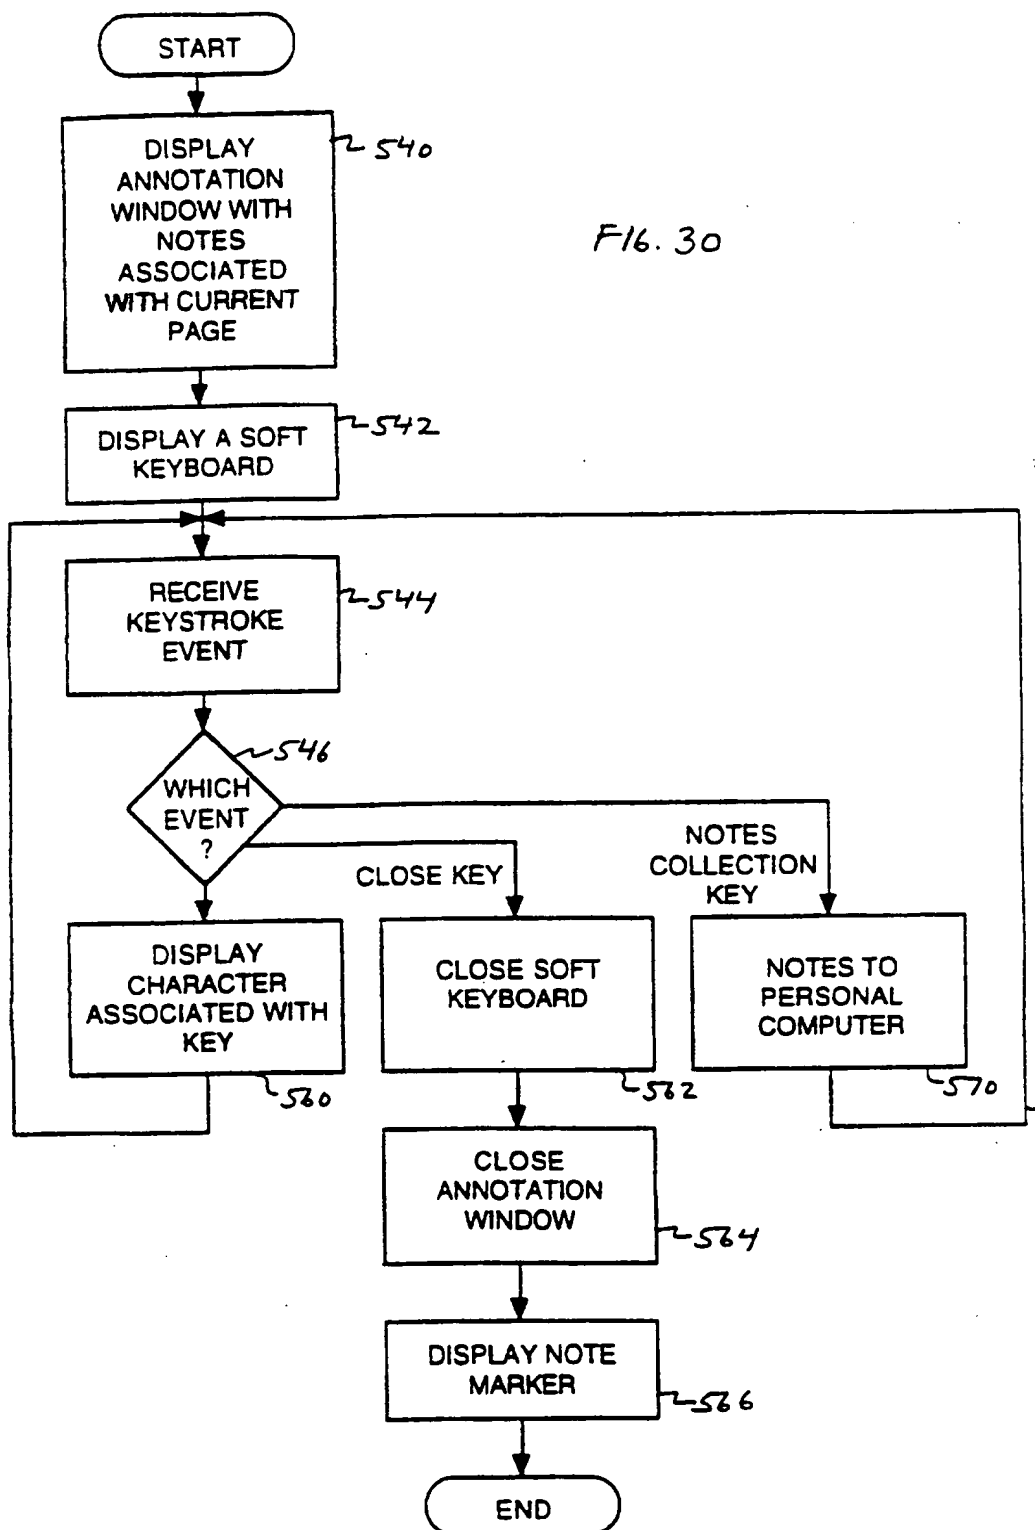 START
DISPLAY
ANNOTATION
WINDOW WITH
NOTES
ASSOCIATED
WITH CURRENT
PAGE
540
FIG. 30
DISPLAY A SOFT
KEYBOARD
542
RECEIVE
KEYSTROKE
EVENT
544
WHICH
EVENT
?
546
CLOSE KEY
NOTES
COLLECTION
KEY
DISPLAY
CHARACTER
ASSOCIATED WITH
KEY
560
CLOSE SOFT
KEYBOARD
562
NOTES TO
PERSONAL
COMPUTER
570
CLOSE
ANNOTATION
WINDOW
564
DISPLAY NOTE
MARKER
566
END